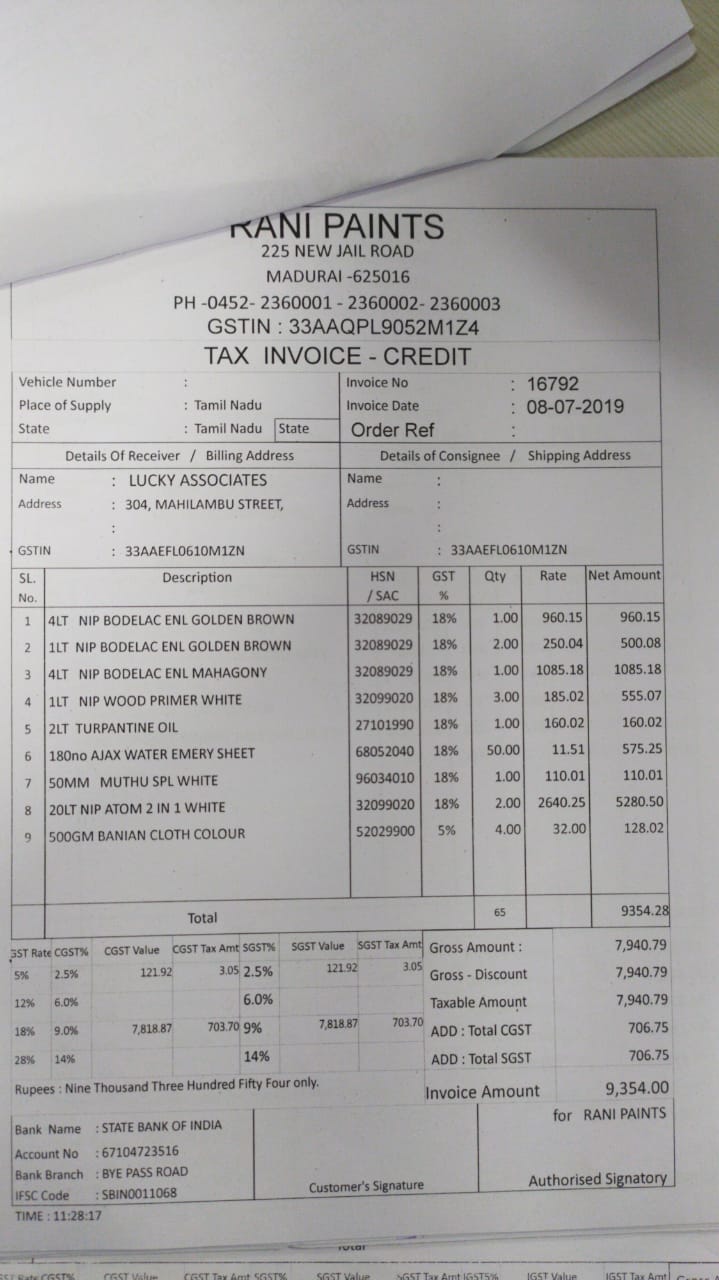 RANI PAINTS
225 NEW JAIL ROAD
MADURAI -625016
PH -0452- 2360001 - 2360002- 2360003
GSTIN : 33AAQPL9052M1Z4
TAX INVOICE - CREDIT
Vehicle Number : Invoice No : 16792
Place of Supply : Tamil Nadu Invoice Date : 08-07-2019
State : Tamil Nadu State Order Ref :
Details Of Receiver / Billing Address Details of Consignee / Shipping Address
Name : LUCKY ASSOCIATES Name :
Address : 304, MAHILAMBU STREET, Address :
: :
GSTIN : 33AAEFL0610M1ZN GSTIN : 33AAEFL0610M1ZN
SL. No. Description HSN / SAC GST % Qty Rate Net Amount
1 4LT NIP BODELAC ENL GOLDEN BROWN 32089029 18% 1.00 960.15 960.15
2 1LT NIP BODELAC ENL GOLDEN BROWN 32089029 18% 2.00 250.04 500.08
3 4LT NIP BODELAC ENL MAHAGONY 32089029 18% 1.00 1085.18 1085.18
4 1LT NIP WOOD PRIMER WHITE 32099020 18% 3.00 185.02 555.07
5 2LT TURPANTINE OIL 27101990 18% 1.00 160.02 160.02
6 180no AJAX WATER EMERY SHEET 68052040 18% 50.00 11.51 575.25
7 50MM MUTHU SPL WHITE 96034010 18% 1.00 110.01 110.01
8 20LT NIP ATOM 2 IN 1 WHITE 32099020 18% 2.00 2640.25 5280.50
9 500GM BANIAN CLOTH COLOUR 52029900 5% 4.00 32.00 128.02
Total 65 9354.28
GST Rate CGST% CGST Value CGST Tax Amt SGST% SGST Value SGST Tax Amt Gross Amount : 7,940.79
5% 2.5% 121.92 3.05 2.5% 121.92 3.05 Gross - Discount 7,940.79
12% 6.0% 6.0% Taxable Amount 7,940.79
18% 9.0% 7,818.87 703.70 9% 7,818.87 703.70 ADD : Total CGST 706.75
28% 14% 14% ADD : Total SGST 706.75
Rupees : Nine Thousand Three Hundred Fifty Four only. Invoice Amount 9,354.00
for RANI PAINTS
Bank Name : STATE BANK OF INDIA
Account No : 67104723516
Bank Branch : BYE PASS ROAD
IFSC Code : SBIN0011068
Customer's Signature Authorised Signatory
TIME : 11:28:17
Total
CGST% CGST Value CGST Tax Amt SGST% SGST Value SGST Tax Amt IGST% IGST Value IGST Tax Amt